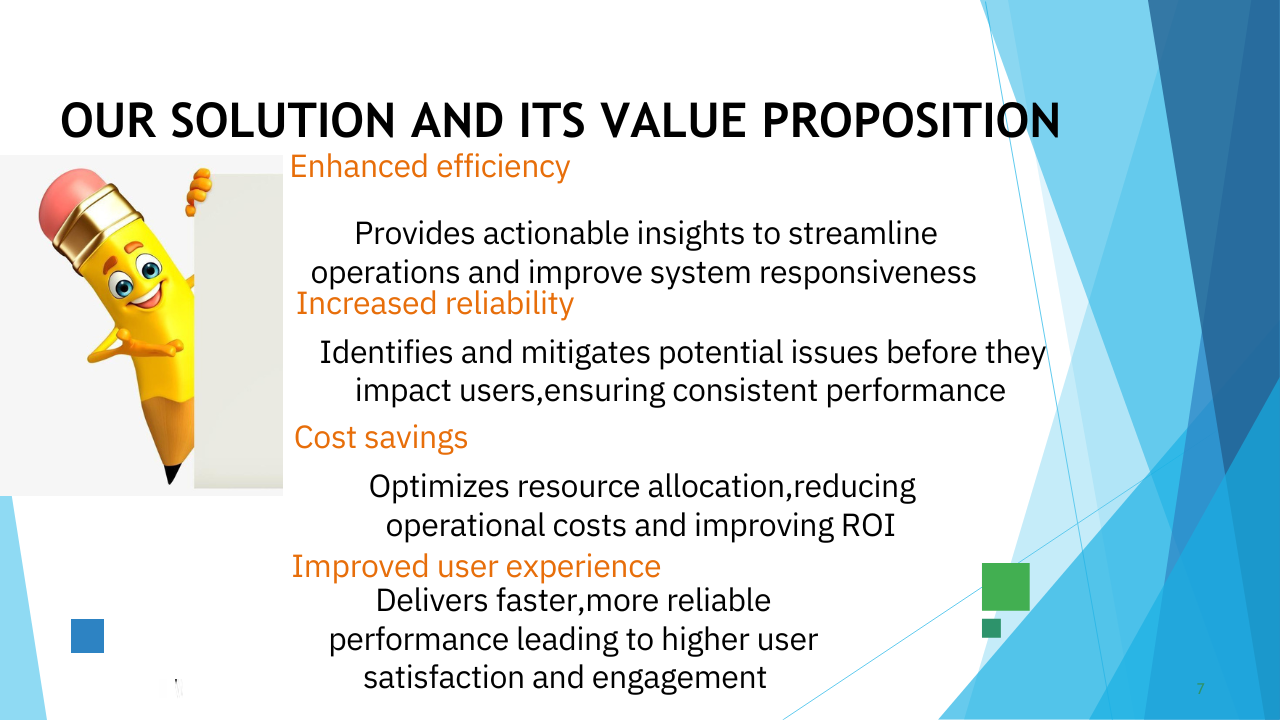 OUR SOLUTION AND ITS VALUE PROPOSITION
Enhanced efficiency
Provides actionable insights to streamline
operations and improve system responsiveness
Increased reliability
Identifies and mitigates potential issues before they
impact users,ensuring consistent performance
Cost savings
Optimizes resource allocation,reducing
operational costs and improving ROI
Improved user experience
Delivers faster,more reliable
performance leading to higher user
satisfaction and engagement
7